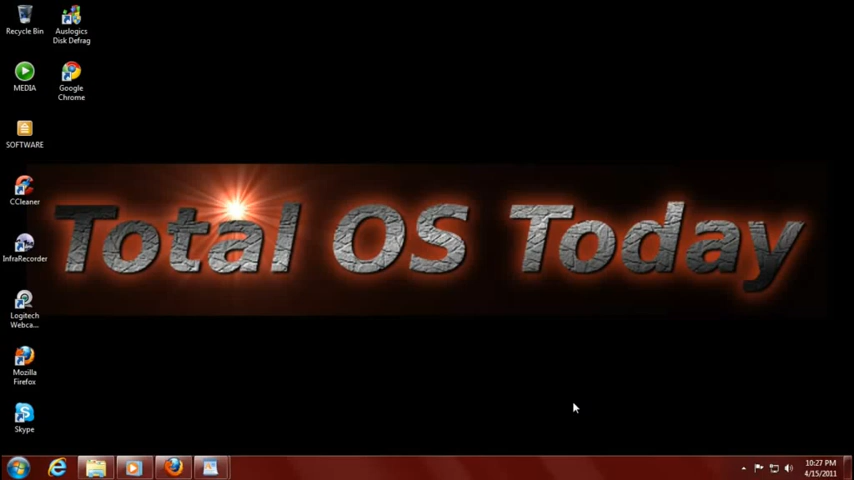 Recycle Bin
Auslogics
Disk Defrag
MEDIA
Google
Chrome
SOFTWARE
CCleaner
Total OS Today
InfraRecorder
Logitech
Webca...
Mozilla
Firefox
Skype
10:27 PM
4/15/2011